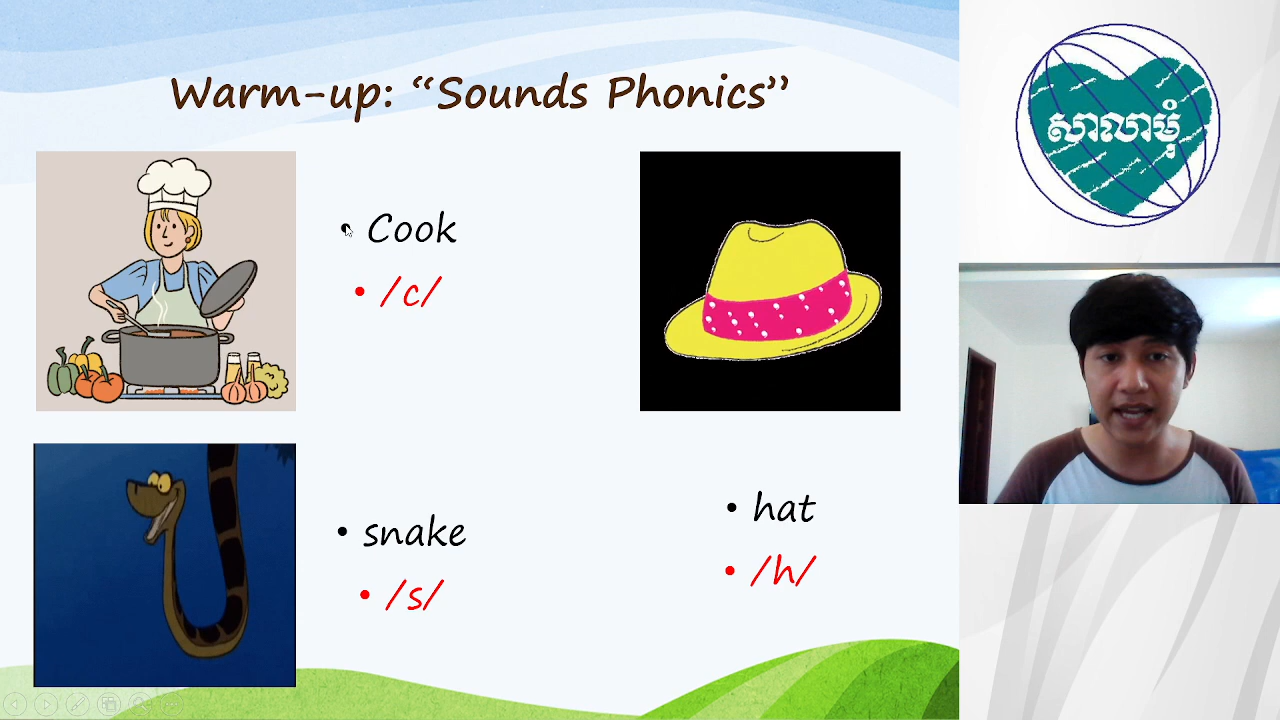 Warm-up: “Sounds Phonics”
Cook
/c/
snake
/s/
hat
/h/
សាលាមុំ